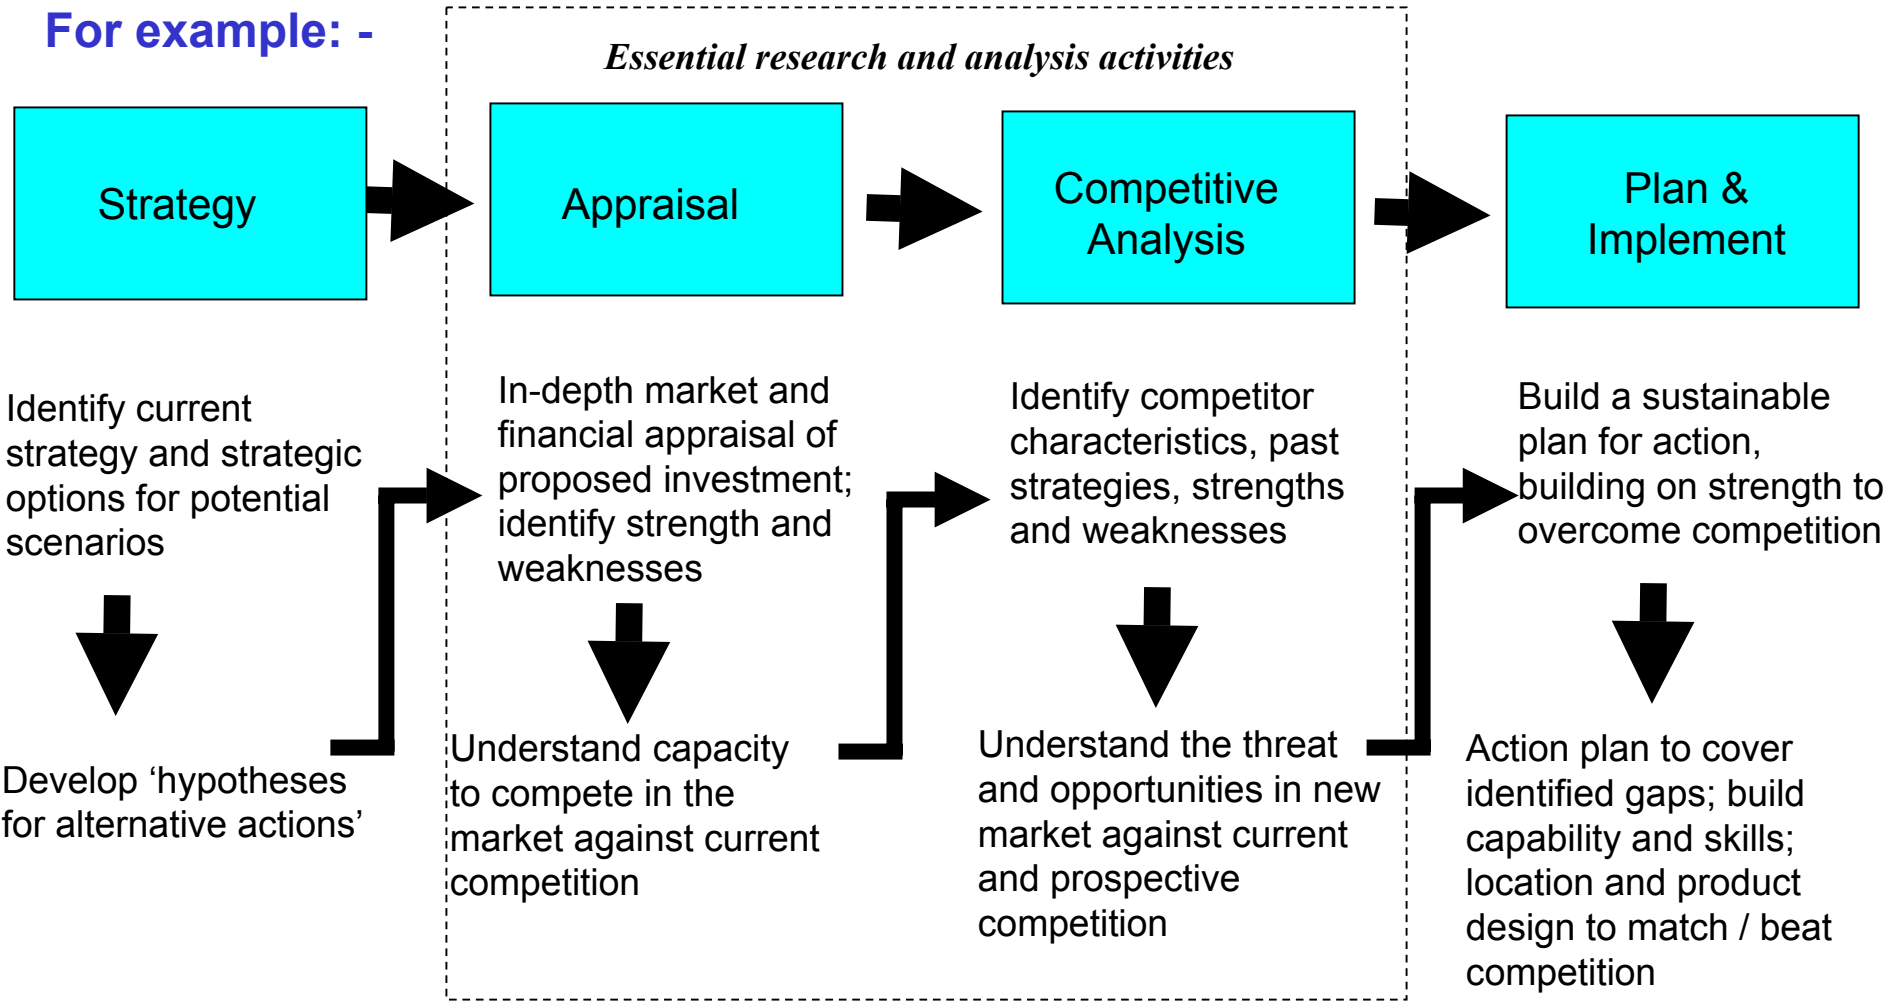 For example: -
Essential research and analysis activities
Strategy
Appraisal
Competitive
Analysis
Plan &
Implement
Identify current
strategy and strategic
options for potential
scenarios
In-depth market and
financial appraisal of
proposed investment;
identify strength and
weaknesses
Identify competitor
characteristics, past
strategies, strengths
and weaknesses
Build a sustainable
plan for action,
building on strength to
overcome competition
Develop ‘hypotheses
for alternative actions’
Understand capacity
to compete in the
market against current
competition
Understand the threat
and opportunities in new
market against current
and prospective
competition
Action plan to cover
identified gaps; build
capability and skills;
location and product
design to match / beat
competition